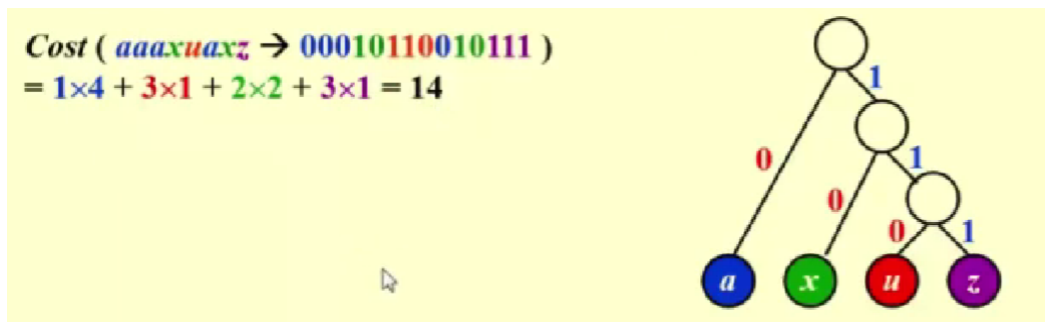 Cost ( aaaxuaxz → 00010110010111 )
= 1×4 + 3×1 + 2×2 + 3×1 = 14
1
0
1
0
0
1
a x u z